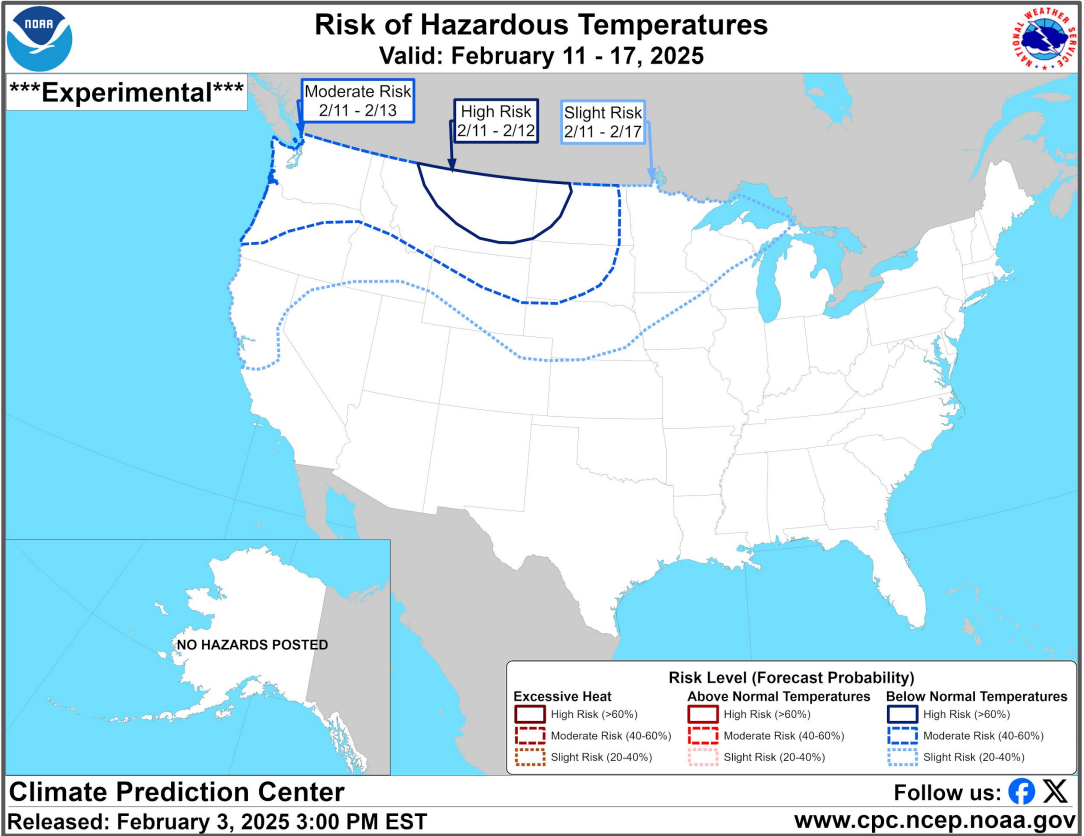 NOAA
Risk of Hazardous Temperatures
Valid: February 11 - 17, 2025
NATIONAL WEATHER SERVICE
***Experimental***
Moderate Risk
2/11 - 2/13
High Risk
2/11 - 2/12
Slight Risk
2/11 - 2/17
NO HAZARDS POSTED
Risk Level (Forecast Probability)
Excessive Heat
High Risk (>60%)
Moderate Risk (40-60%)
Slight Risk (20-40%)
Above Normal Temperatures
High Risk (>60%)
Moderate Risk (40-60%)
Slight Risk (20-40%)
Below Normal Temperatures
High Risk (>60%)
Moderate Risk (40-60%)
Slight Risk (20-40%)
Climate Prediction Center
Follow us:
Released: February 3, 2025 3:00 PM EST
www.cpc.ncep.noaa.gov